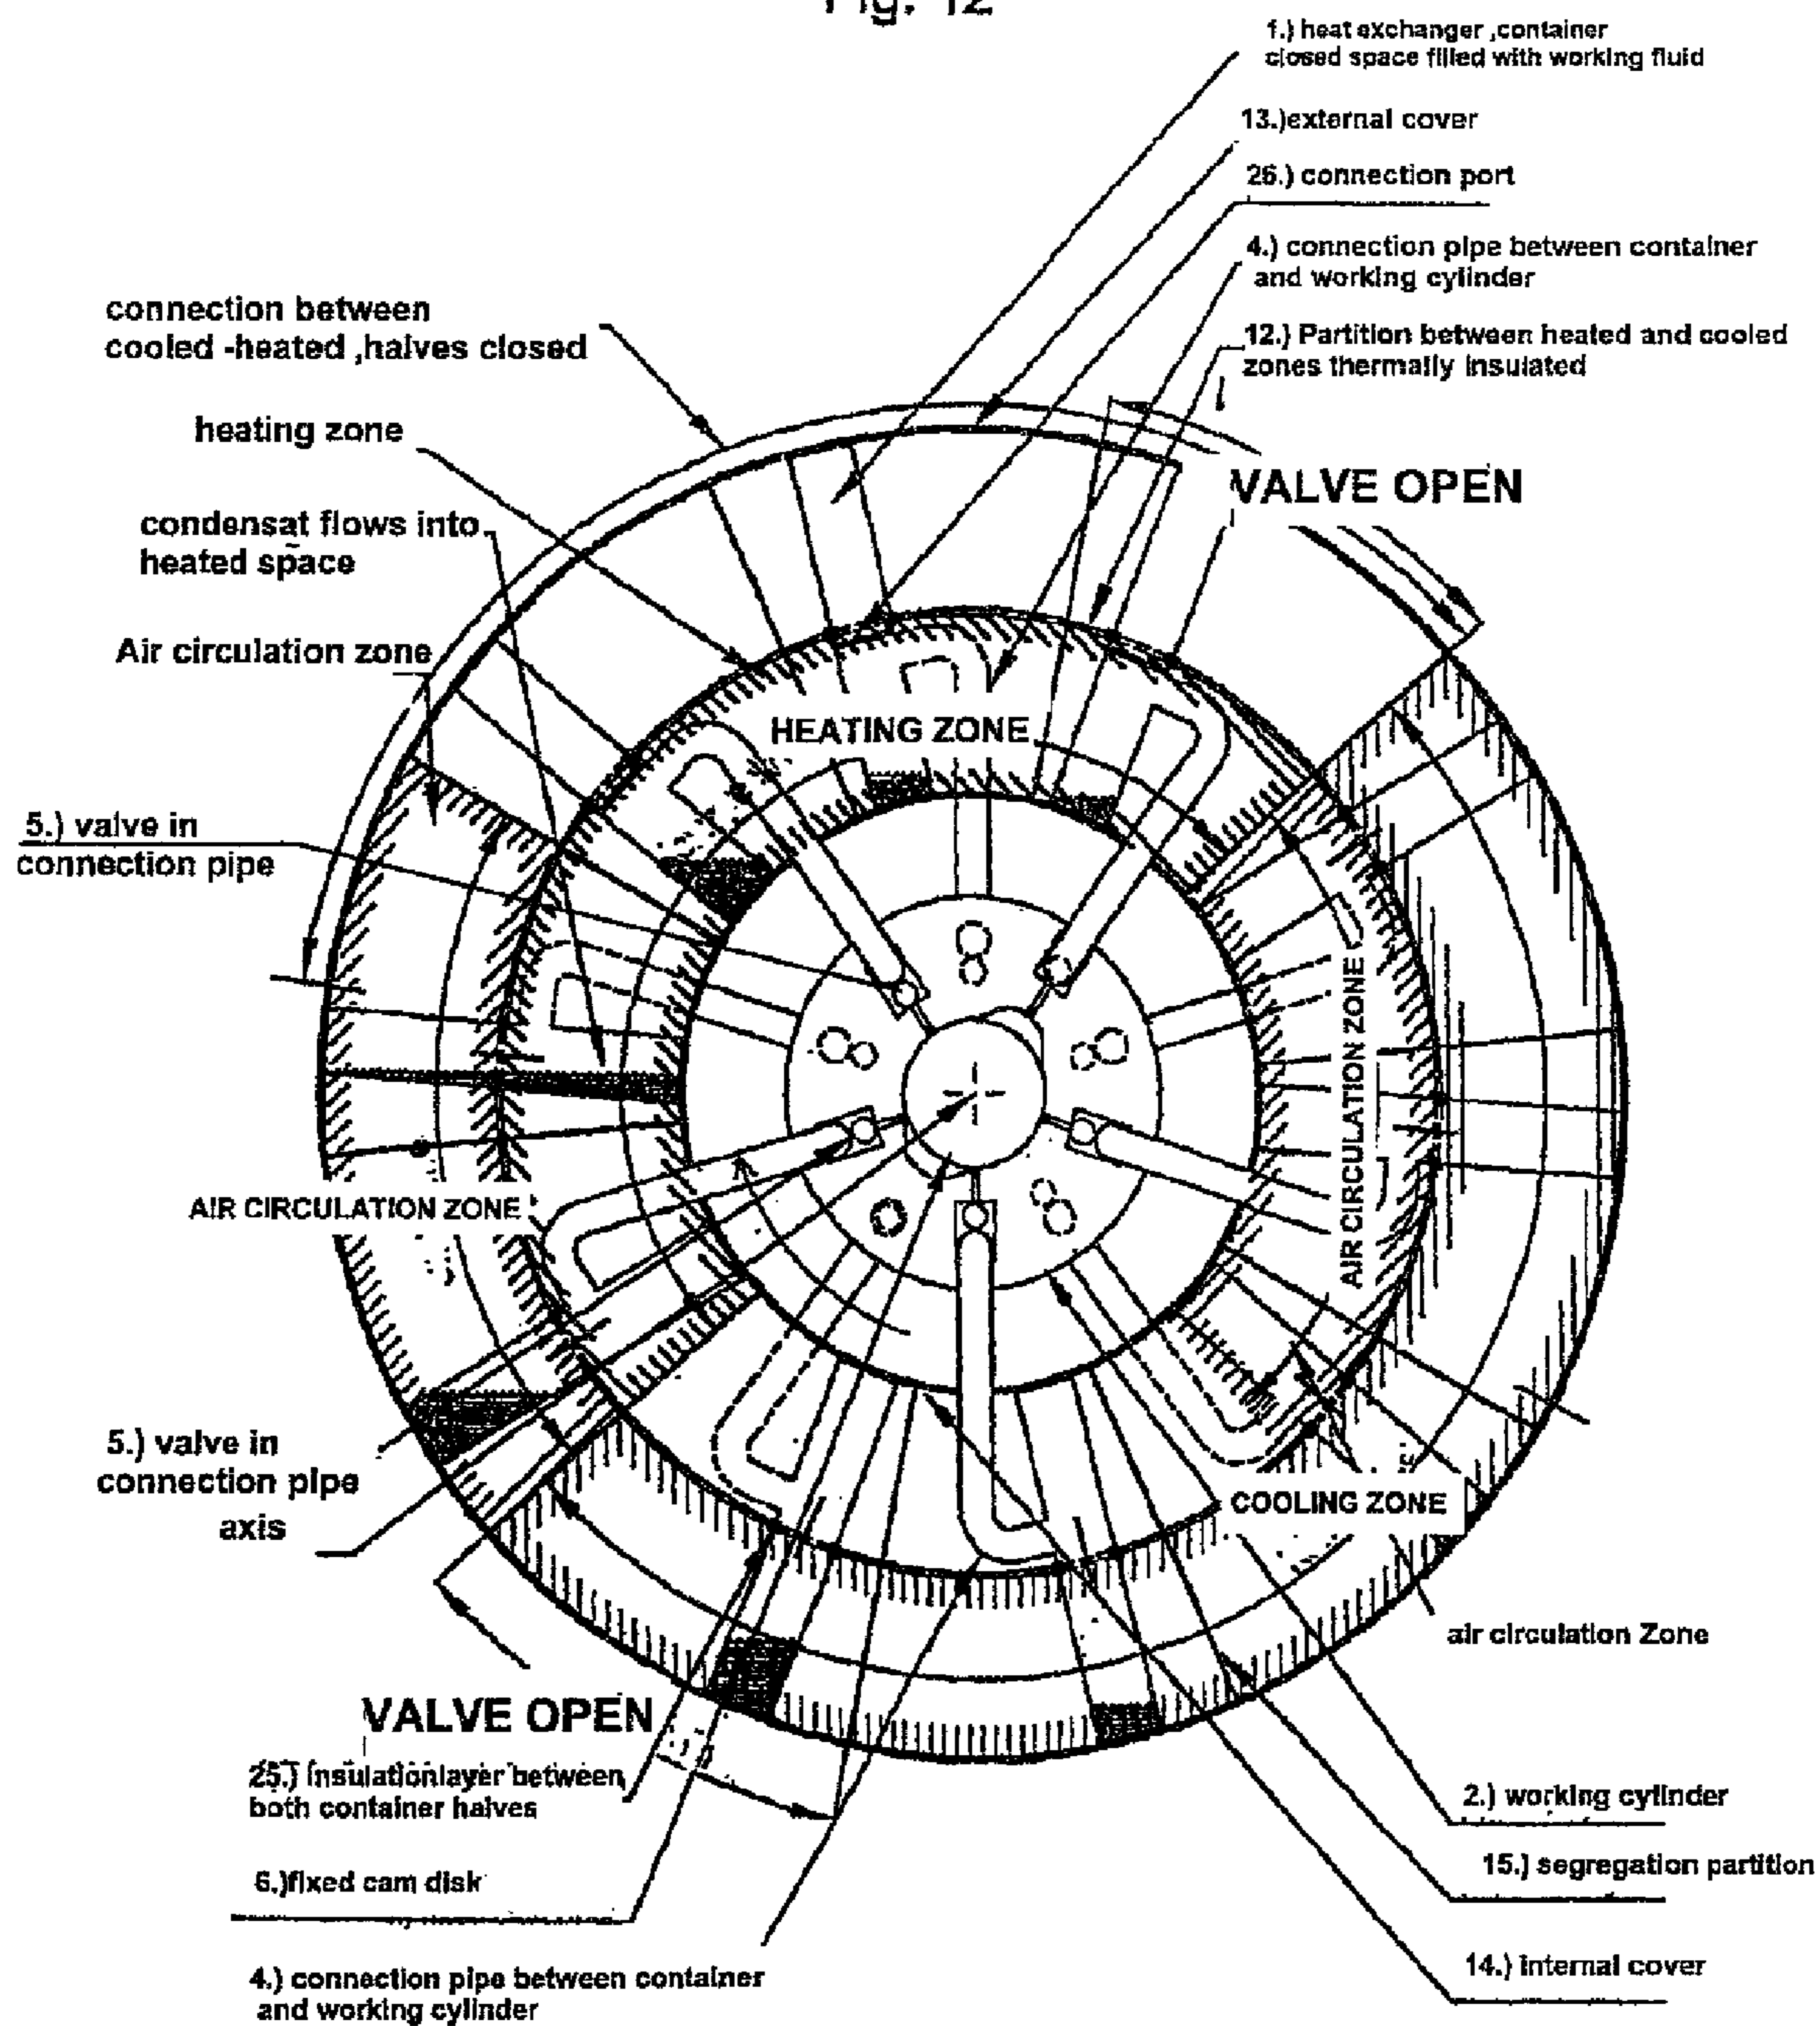 Fig. 12
1.) heat exchanger ,container
closed space filled with working fluid
13.)external cover
26.) connection port
4.) connection pipe between container
and working cylinder
12.) Partition between heated and cooled
zones thermally insulated
connection between
cooled -heated ,halves closed
heating zone
VALVE OPEN
condensat flows into
heated space
Air circulation zone
HEATING ZONE
5.) valve in
connection pipe
AIR CIRCULATION ZONE
AIR CIRCULATION ZONE
5.) valve in
connection pipe
axis
COOLING ZONE
air circulation Zone
VALVE OPEN
25.) insulationlayer between
both container halves
2.) working cylinder
15.) segregation partition
6.)fixed cam disk
14.) internal cover
4.) connection pipe between container
and working cylinder